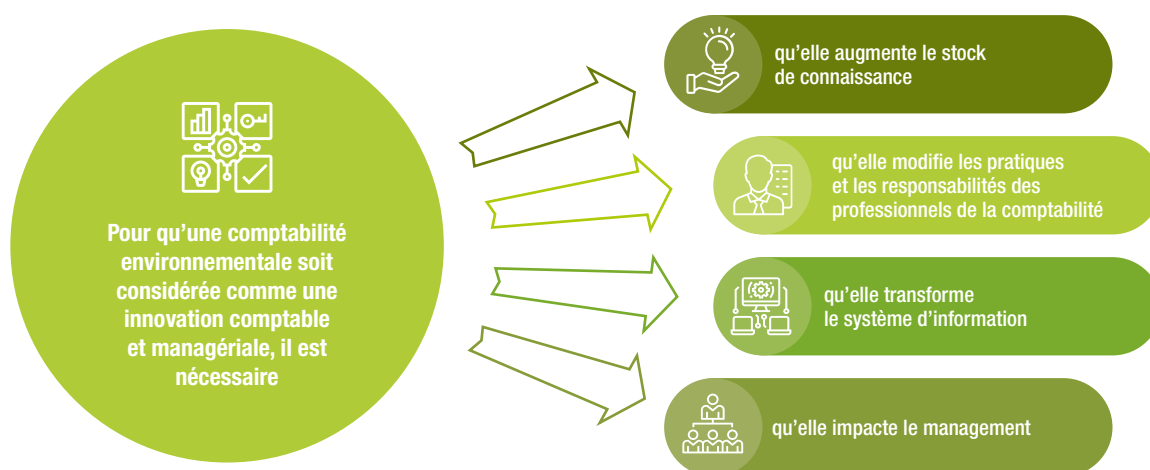 Pour qu’une comptabilité
environnementale soit
considérée comme une
innovation comptable
et managériale, il est
nécessaire
qu’elle augmente le stock
de connaissance
qu’elle modifie les pratiques
et les responsabilités des
professionnels de la comptabilité
qu’elle transforme
le système d’information
qu’elle impacte le management